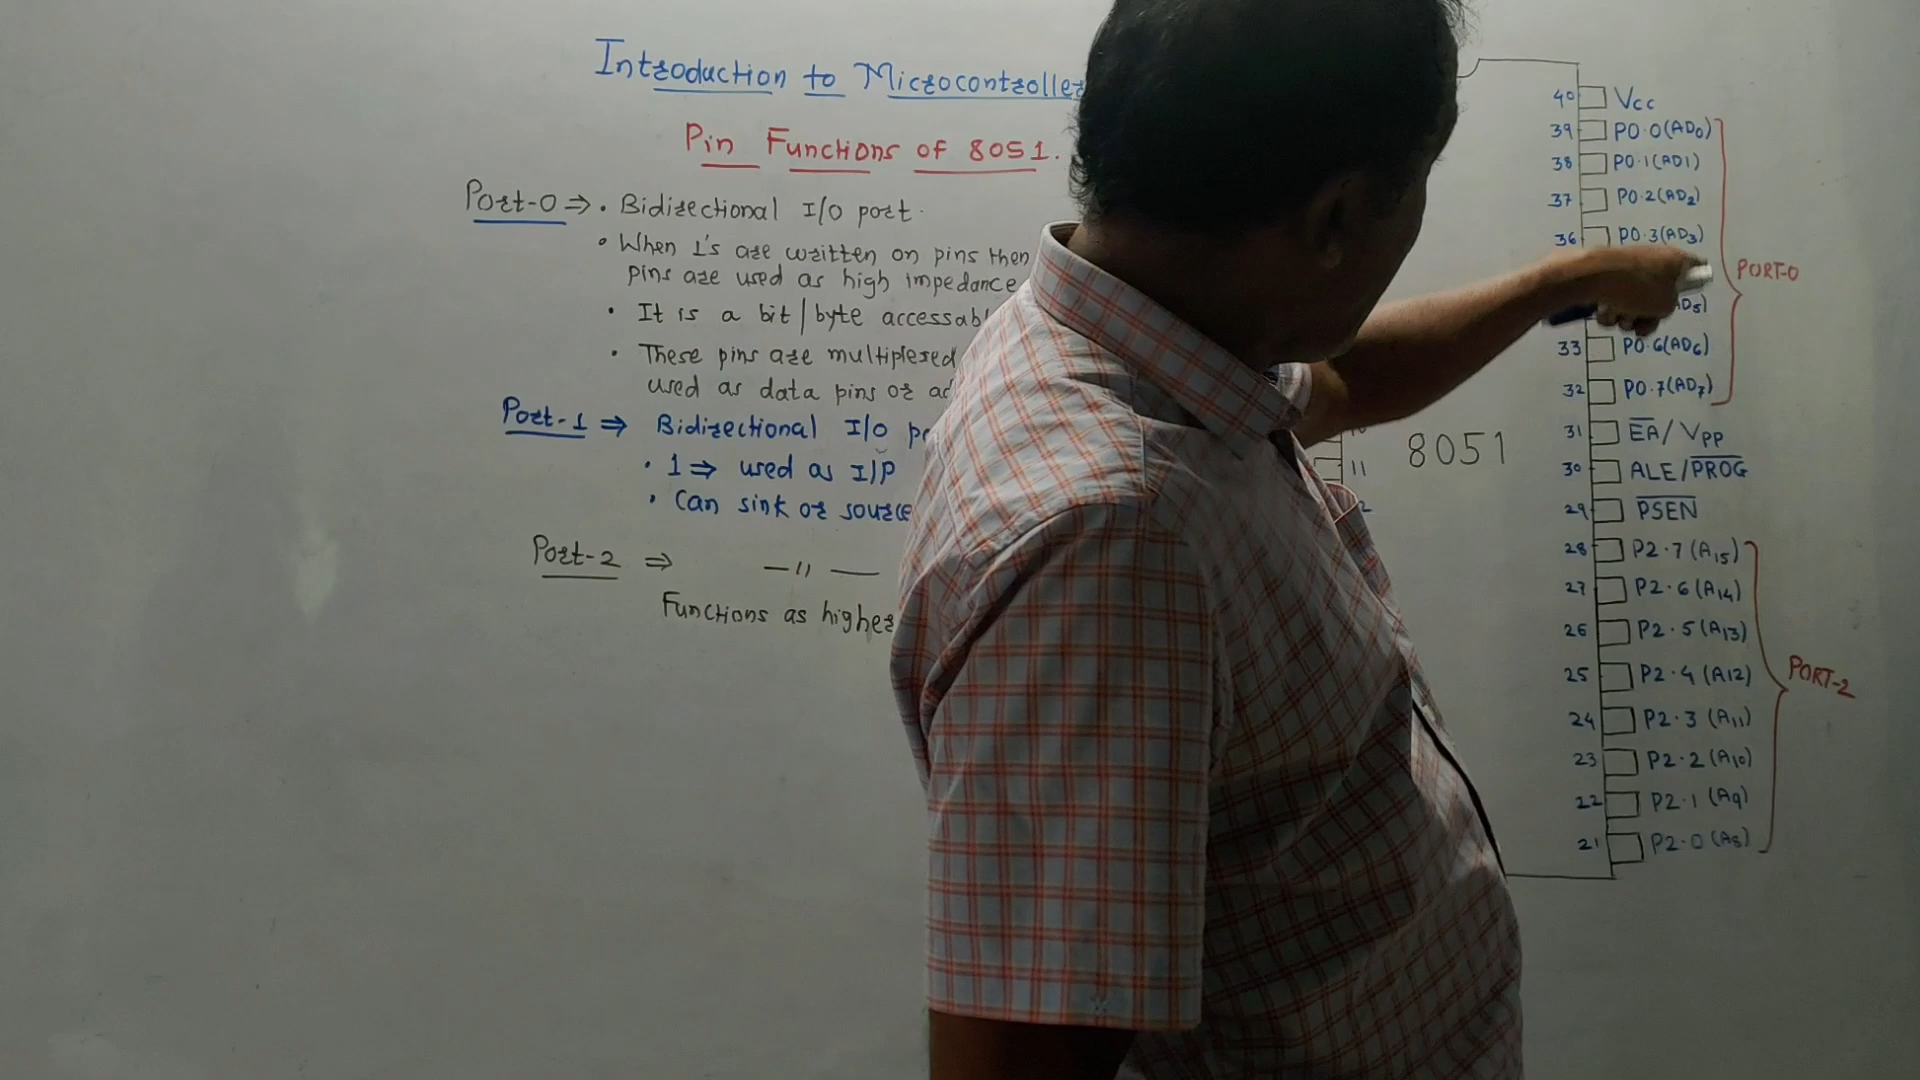 Introduction to Microcontroller
Pin Functions of 8051.
Port-0 ⇒ • Bidirectional I/O port.
• When 1's are written on pins then
pins are used as high impedance
• It is a bit/byte
• These pins are multiplexed
used as data pins or
Port-1 ⇒ Bidirectional I/O
• 1 ⇒ used as I/P
• Can sink or source
Port-2 ⇒ —〃—
Functions as higher
11
8051
40 Vcc
39 P0.0(AD0)
38 P0.1(AD1)
37 P0.2(AD2)
36 P0.3(AD3)
33 P0.6(AD6)
32 P0.7(AD7)
PORT-0
31 E̅A̅/VPP
30 ALE/P̅R̅O̅G̅
29 P̅S̅E̅N̅
28 P2.7(A15)
27 P2.6(A14)
26 P2.5(A13)
25 P2.4(A12)
24 P2.3(A11)
23 P2.2(A10)
22 P2.1(A9)
21 P2.0(A8)
PORT-2